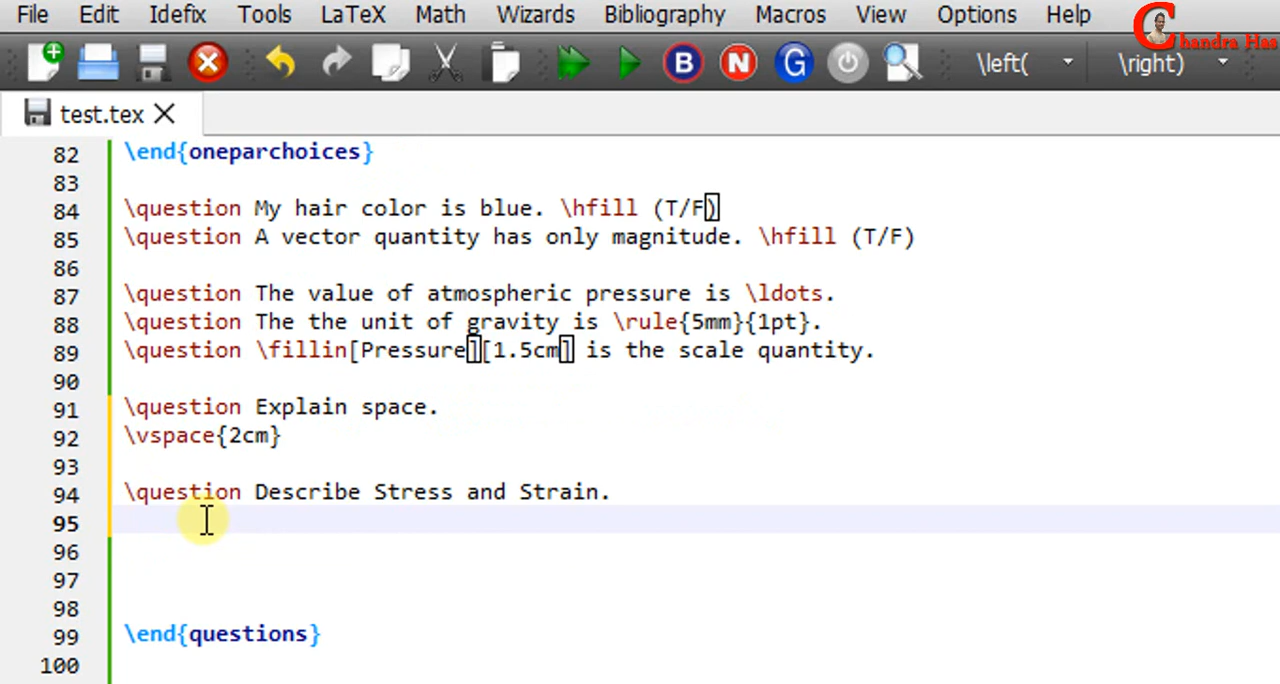 File Edit Idefix Tools LaTeX Math Wizards Bibliography Macros View Options Help
Chandra Has
B N G \left( \right)
test.tex
82 \end{oneparchoices}
83
84 \question My hair color is blue. \hfill (T/F)
85 \question A vector quantity has only magnitude. \hfill (T/F)
86
87 \question The value of atmospheric pressure is \ldots.
88 \question The the unit of gravity is \rule{5mm}{1pt}.
89 \question \fillin[Pressure][1.5cm] is the scale quantity.
90
91 \question Explain space.
92 \vspace{2cm}
93
94 \question Describe Stress and Strain.
95
96
97
98
99 \end{questions}
100